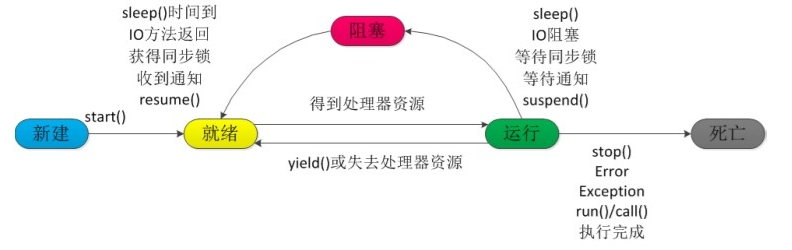 sleep()时间到
IO方法返回
获得同步锁
收到通知
resume()
阻塞
sleep()
IO阻塞
等待同步锁
等待通知
suspend()
新建
start()
就绪
得到处理器资源
yield()或失去处理器资源
运行
死亡
stop()
Error
Exception
run()/call()
执行完成